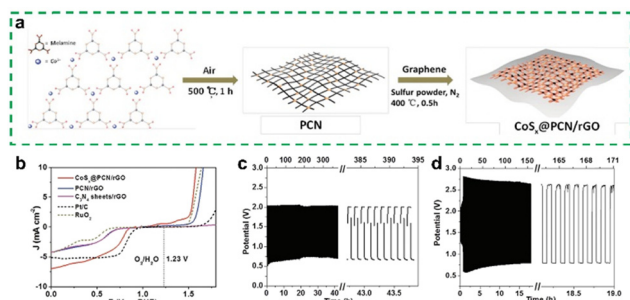 a
Melamine
Co²⁺
Air
500 ℃, 1 h
PCN
Graphene
Sulfur powder, N₂
400 ℃, 0.5h
CoSₓ@PCN/rGO
b
CoSₓ@PCN/rGO
PCN/rGO
C₃N₄ sheets/rGO
Pt/C
RuO₂
O₂/H₂O
1.23 V
J (mA cm⁻²)
10
5
0
-5
-10
0.0
0.5
1.0
1.5
c
0 100 200 300
385 390 395
Potential (V)
3.0
2.5
2.0
1.5
1.0
0.5
0.0
0 10 20 30 40
43.0
43.5
d
0 50 100 150
165 168 171
Potential (V)
3.0
2.5
2.0
1.5
1.0
0.5
0.0
0 5 10 15
18.5
19.0
Time (h)